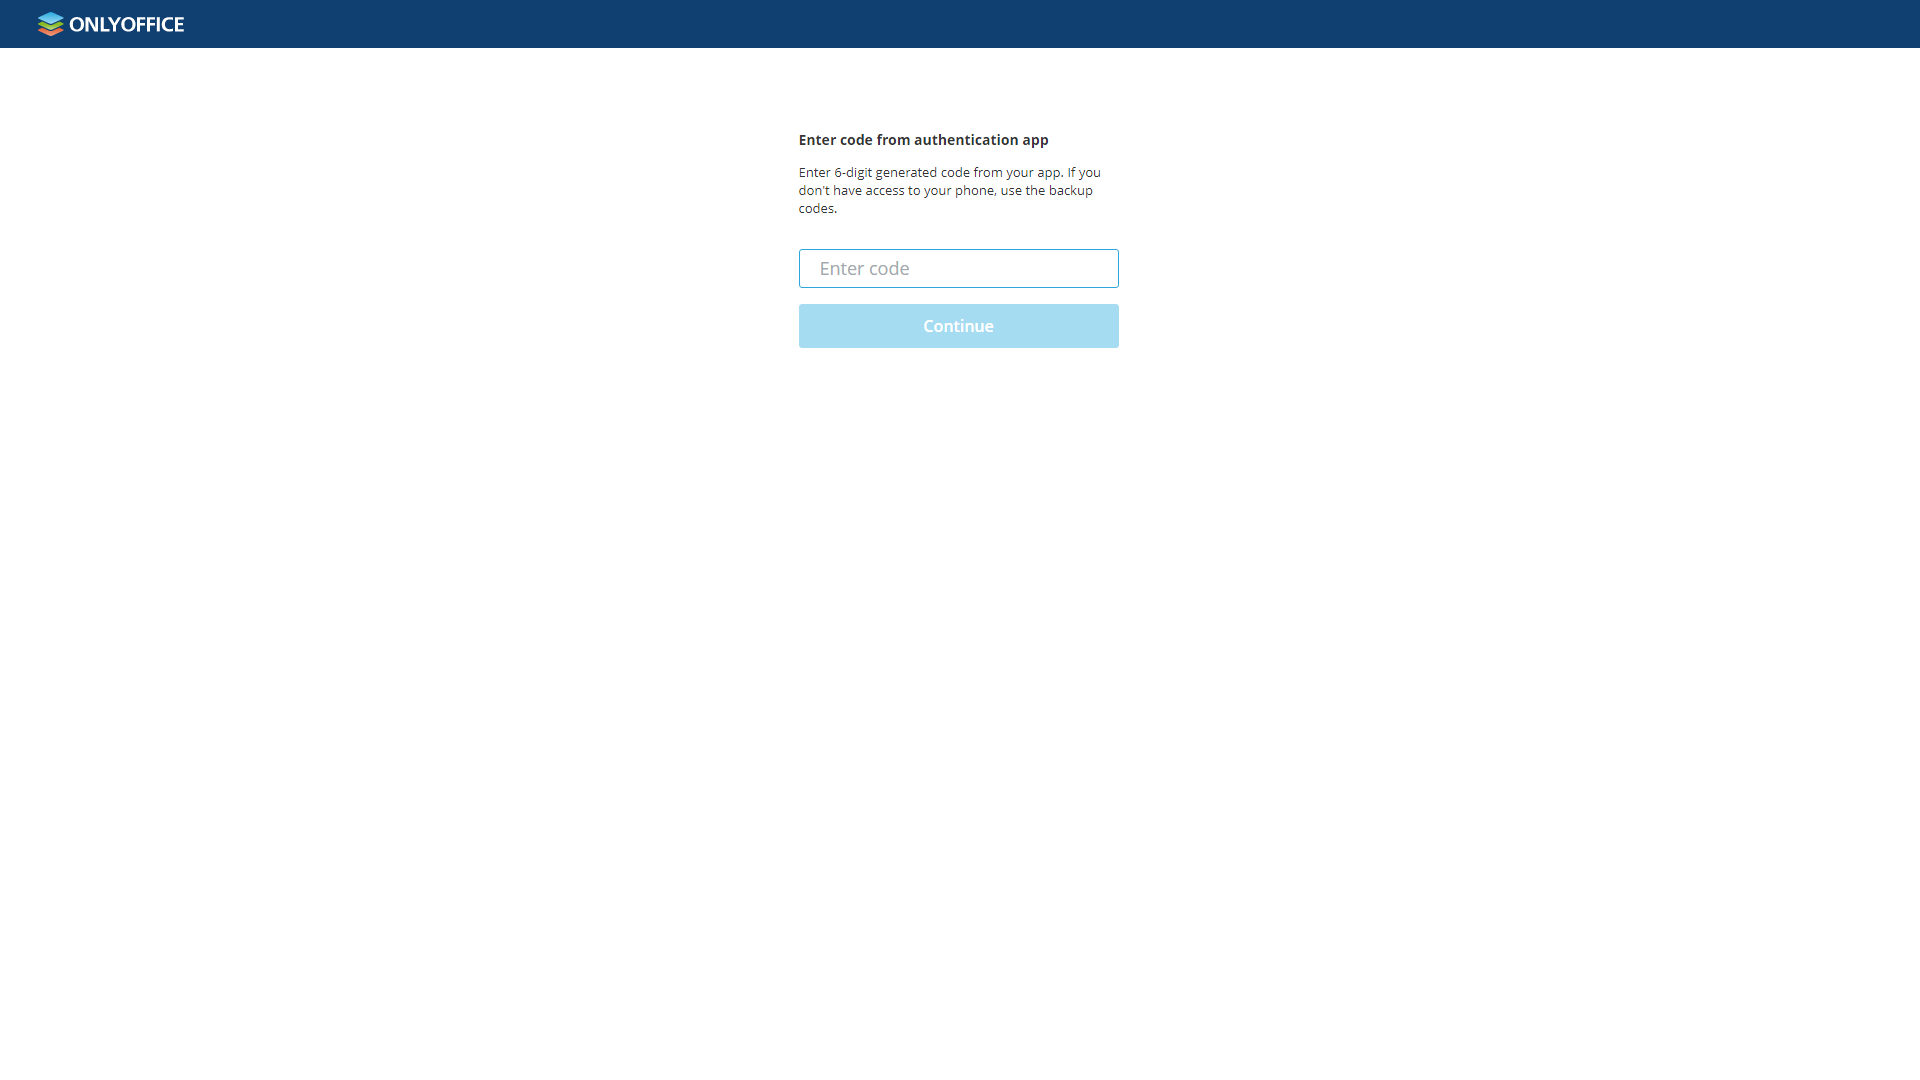 ONLYOFFICE
Enter code from authentication app
Enter 6-digit generated code from your app. If you
don't have access to your phone, use the backup
codes.
Enter code
Continue